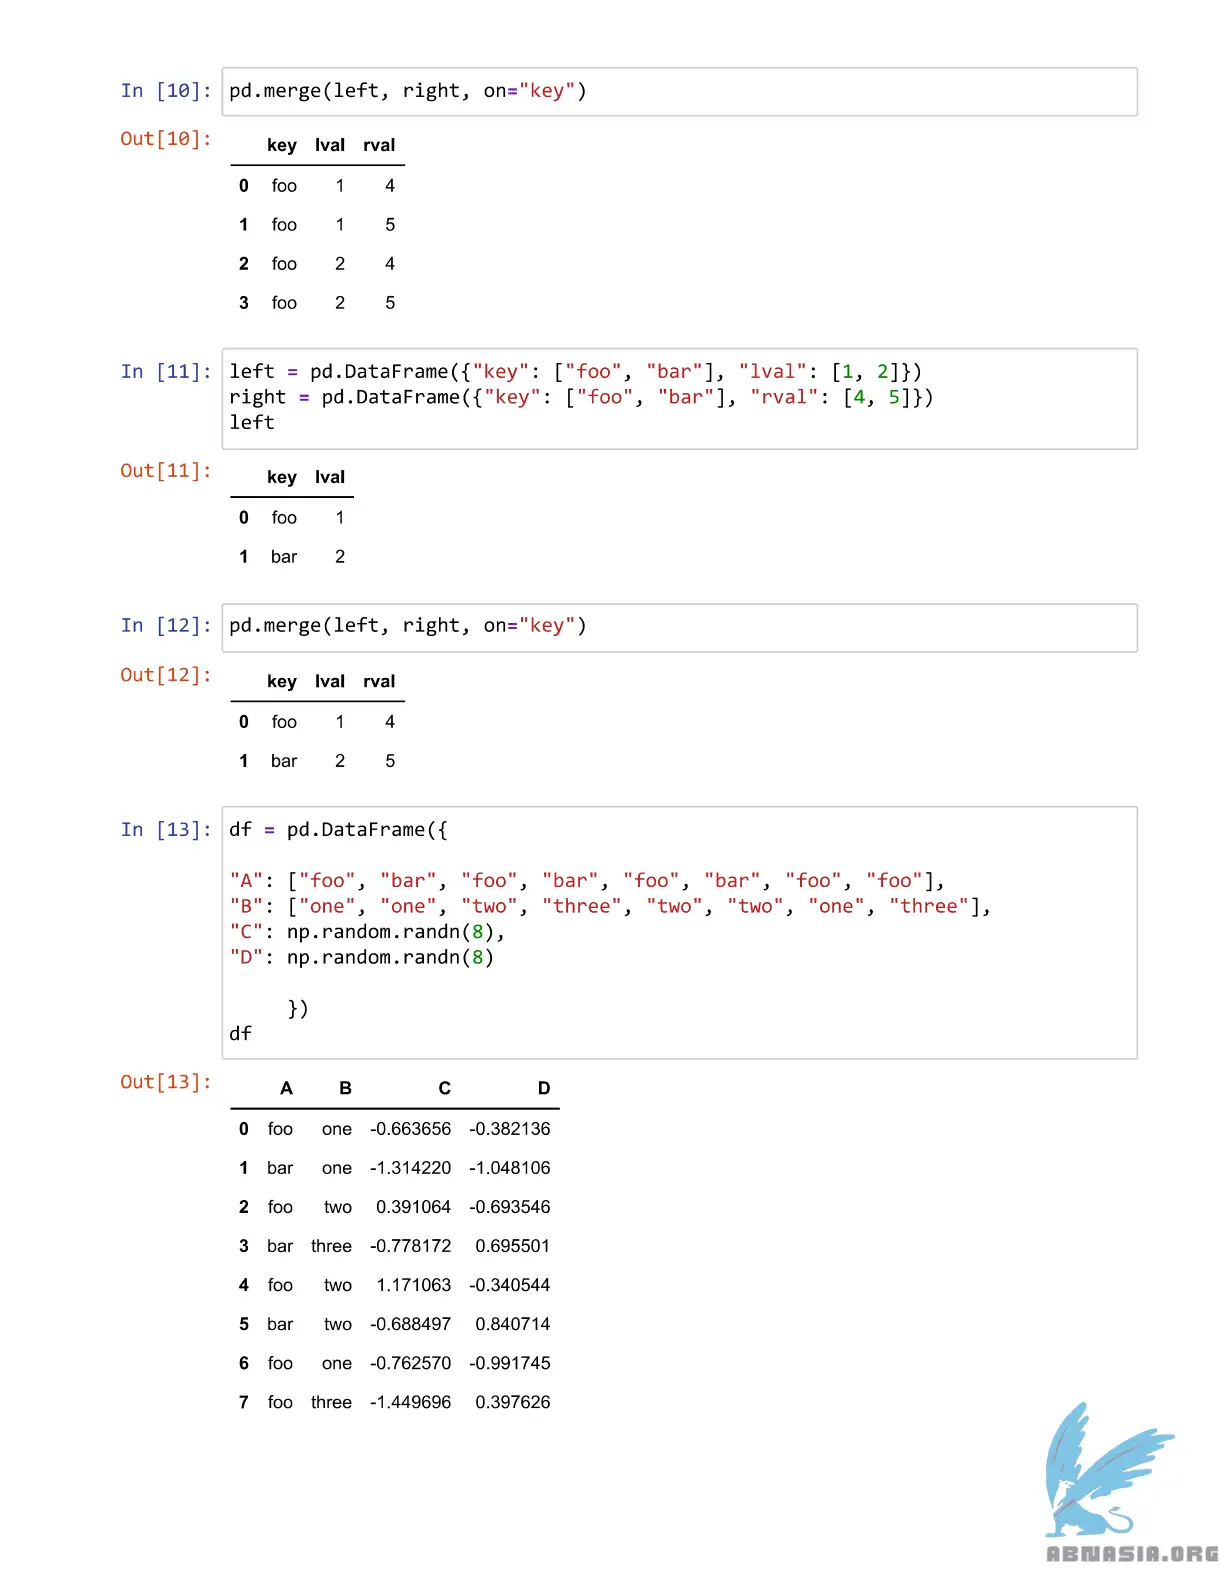 In [10]: pd.merge(left, right, on="key")
Out[10]:
key lval rval
0 foo 1 4
1 foo 1 5
2 foo 2 4
3 foo 2 5
In [11]: left = pd.DataFrame({"key": ["foo", "bar"], "lval": [1, 2]})
right = pd.DataFrame({"key": ["foo", "bar"], "rval": [4, 5]})
left
Out[11]:
key lval
0 foo 1
1 bar 2
In [12]: pd.merge(left, right, on="key")
Out[12]:
key lval rval
0 foo 1 4
1 bar 2 5
In [13]: df = pd.DataFrame({
"A": ["foo", "bar", "foo", "bar", "foo", "bar", "foo", "foo"],
"B": ["one", "one", "two", "three", "two", "two", "one", "three"],
"C": np.random.randn(8),
"D": np.random.randn(8)
})
df
Out[13]:
A B C D
0 foo one -0.663656 -0.382136
1 bar one -1.314220 -1.048106
2 foo two 0.391064 -0.693546
3 bar three -0.778172 0.695501
4 foo two 1.171063 -0.340544
5 bar two -0.688497 0.840714
6 foo one -0.762570 -0.991745
7 foo three -1.449696 0.397626
ABNASIA.ORG